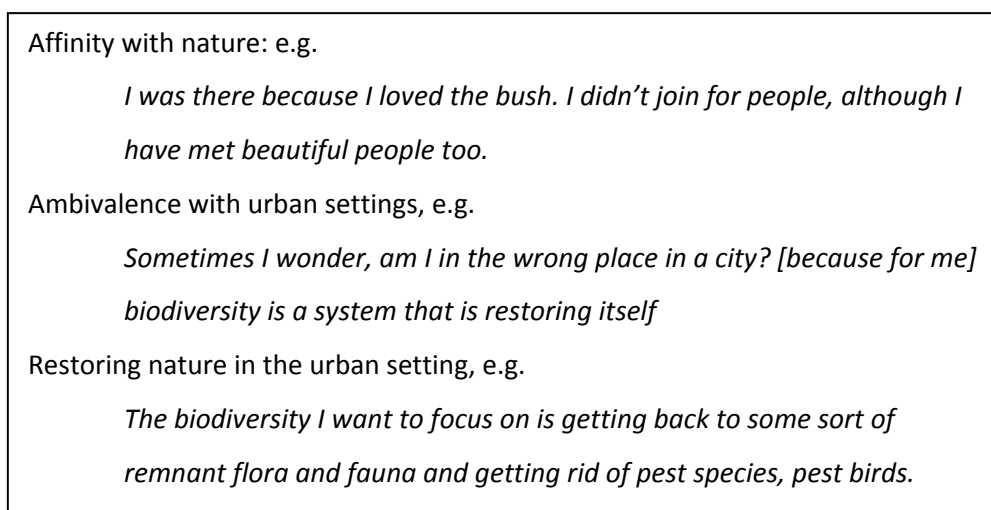 Affinity with nature: e.g.
I was there because I loved the bush. I didn’t join for people, although I
have met beautiful people too.
Ambivalence with urban settings, e.g.
Sometimes I wonder, am I in the wrong place in a city? [because for me]
biodiversity is a system that is restoring itself
Restoring nature in the urban setting, e.g.
The biodiversity I want to focus on is getting back to some sort of
remnant flora and fauna and getting rid of pest species, pest birds.